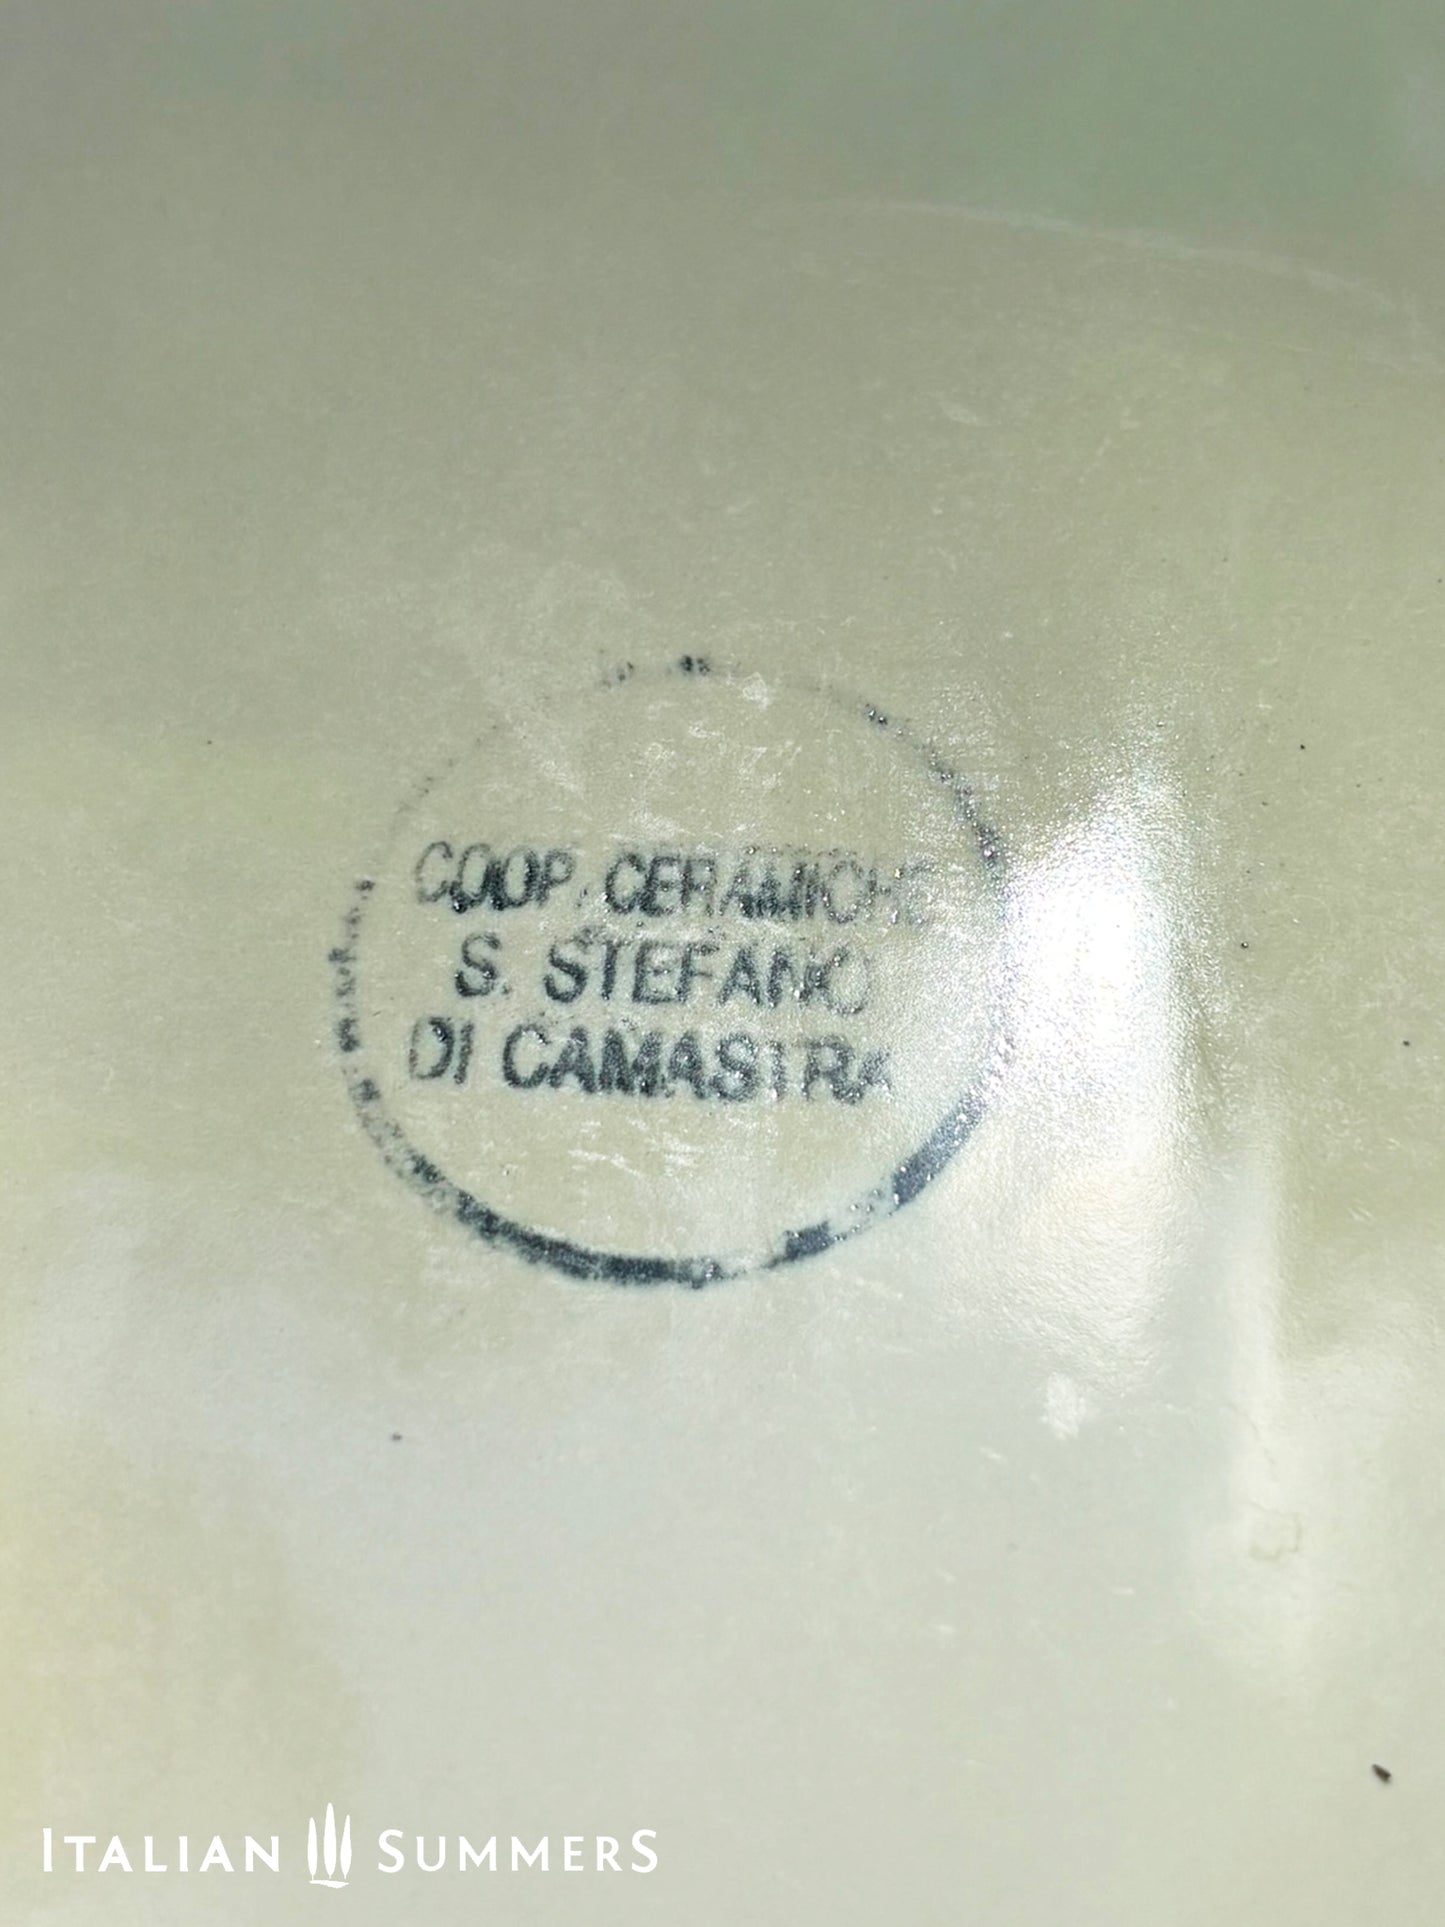 COOP. CERAMICHE
S. STEFANO
DI CAMASTRA
ITALIAN SUMMERS